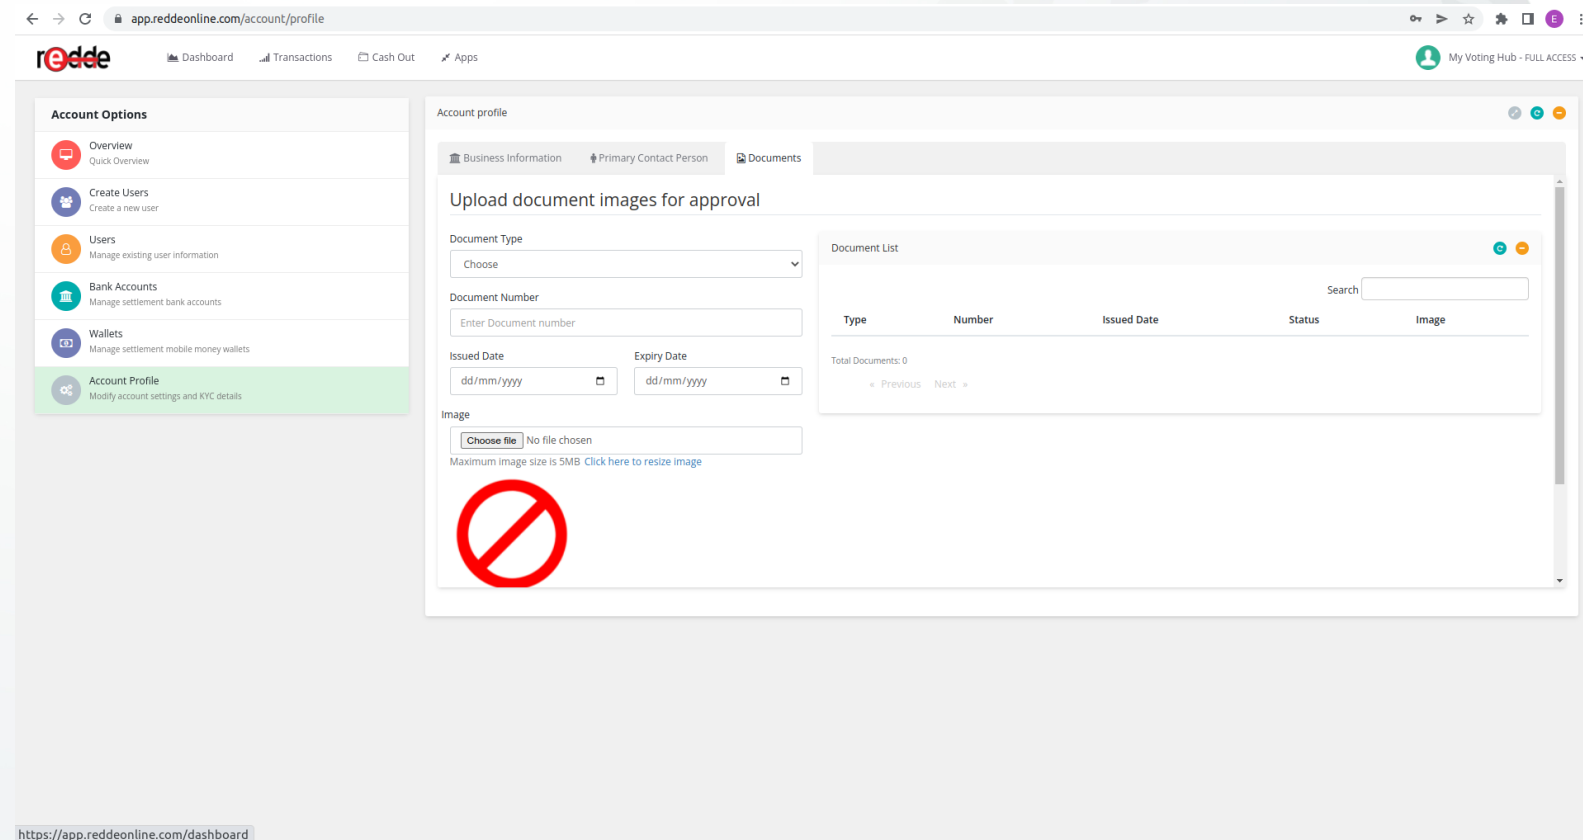 app.reddeonline.com/account/profile
E
redde
Dashboard
Transactions
Cash Out
Apps
My Voting Hub - FULL ACCESS
Account Options
Overview
Quick Overview
Create Users
Create a new user
Users
Manage existing user information
Bank Accounts
Manage settlement bank accounts
Wallets
Manage settlement mobile money wallets
Account Profile
Modify account settings and KYC details
Account profile
Business Information
Primary Contact Person
Documents
Upload document images for approval
Document Type
Choose
Document Number
Enter Document number
Issued Date
Expiry Date
dd/mm/yyyy
dd/mm/yyyy
Image
Choose file No file chosen
Maximum image size is 5MB Click here to resize image
Document List
Search
Type Number Issued Date Status Image
Total Documents: 0
« Previous Next »
https://app.reddeonline.com/dashboard